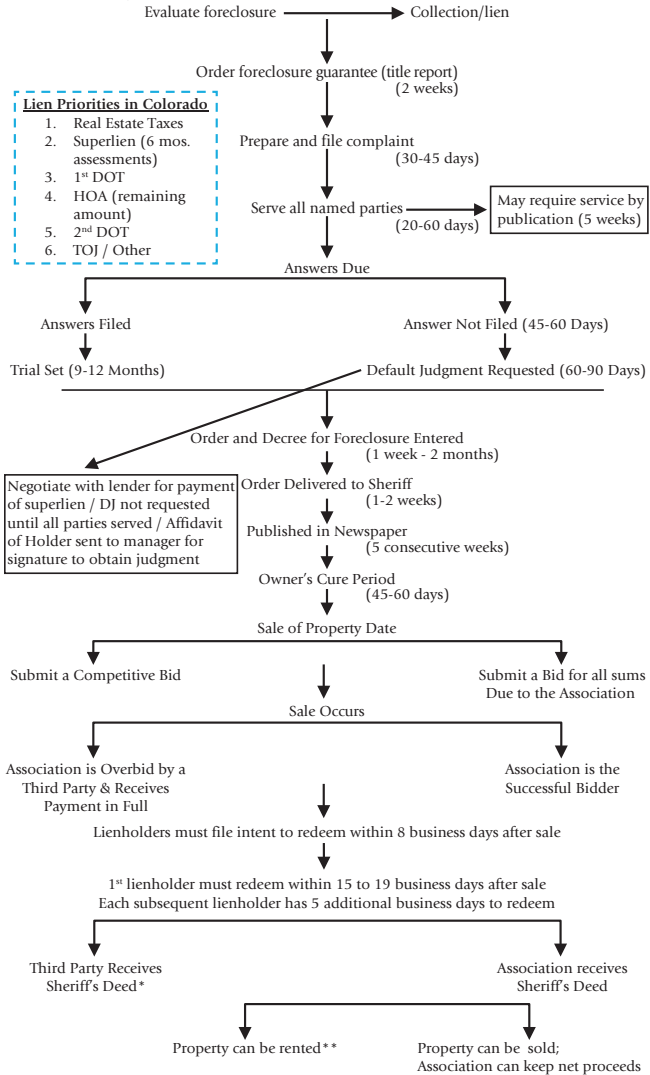 Evaluate foreclosure
Collection/lien
Order foreclosure guarantee (title report)
(2 weeks)
Lien Priorities in Colorado
1. Real Estate Taxes
2. Superlien (6 mos.
assessments)
3. 1st DOT
4. HOA (remaining
amount)
5. 2nd DOT
6. TOJ / Other
Prepare and file complaint
(30-45 days)
Serve all named parties
(20-60 days)
May require service by
publication (5 weeks)
Answers Due
Answers Filed
Answer Not Filed (45-60 Days)
Trial Set (9-12 Months)
Default Judgment Requested (60-90 Days)
Order and Decree for Foreclosure Entered
(1 week - 2 months)
Negotiate with lender for payment
of superlien / DJ not requested
until all parties served / Affidavit
of Holder sent to manager for
signature to obtain judgment
Order Delivered to Sheriff
(1-2 weeks)
Published in Newspaper
(5 consecutive weeks)
Owner's Cure Period
(45-60 days)
Sale of Property Date
Submit a Competitive Bid
Submit a Bid for all sums
Due to the Association
Sale Occurs
Association is Overbid by a
Third Party & Receives
Payment in Full
Association is the
Successful Bidder
Lienholders must file intent to redeem within 8 business days after sale
1st lienholder must redeem within 15 to 19 business days after sale
Each subsequent lienholder has 5 additional business days to redeem
Third Party Receives
Sheriff's Deed*
Association receives
Sheriff's Deed
Property can be rented**
Property can be sold;
Association can keep net proceeds